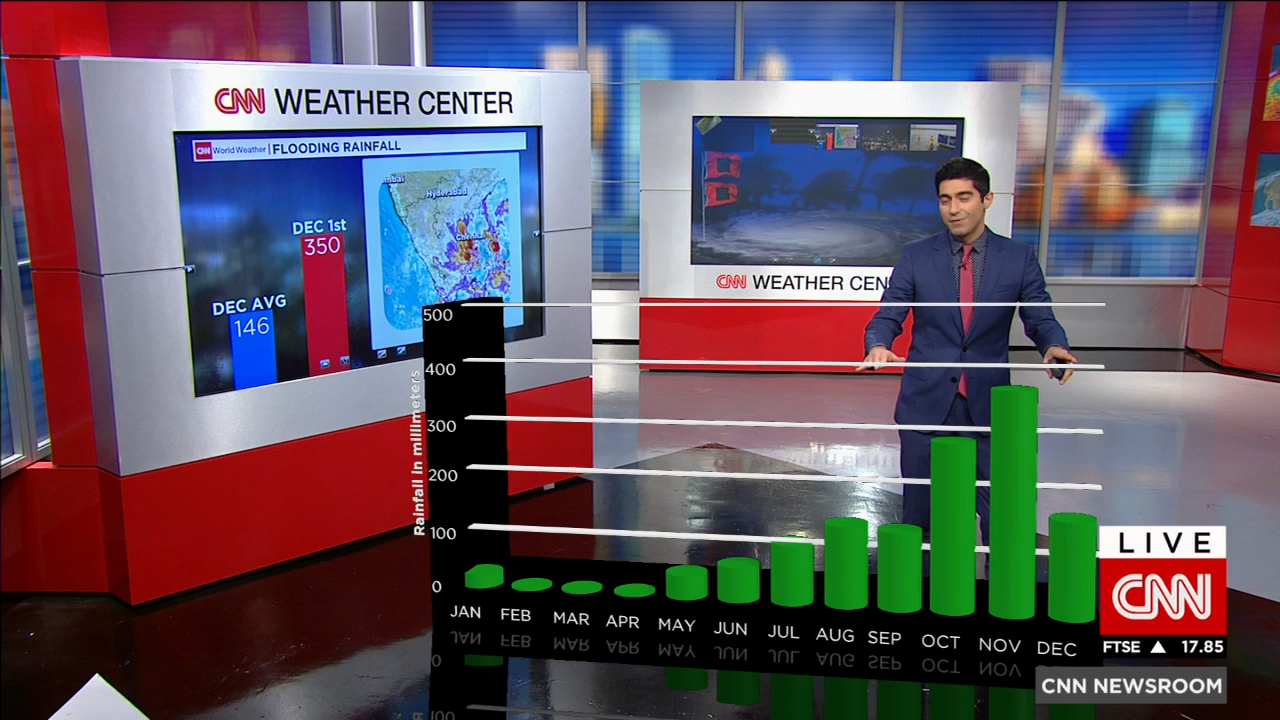 CNN WEATHER CENTER
CNN World Weather | FLOODING RAINFALL
DEC 1st
350
DEC AVG
146
Hyderabad
Chennai
CNN WEATHER CEN
Rainfall in millimeters
500
400
300
200
100
0
JAN FEB MAR APR MAY JUN JUL AUG SEP OCT NOV DEC
LIVE
CNN
FTSE ▲ 17.85
CNN NEWSROOM